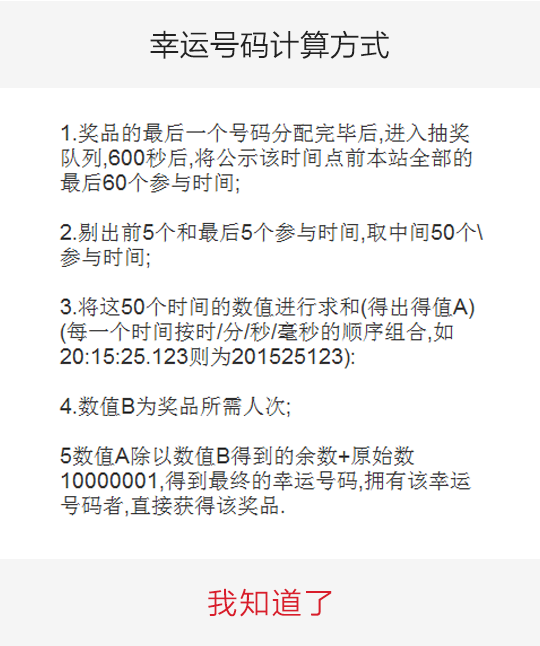 幸运号码计算方式
1.奖品的最后一个号码分配完毕后,进入抽奖
队列,600秒后,将公示该时间点前本站全部的
最后60个参与时间;
2.剔出前5个和最后5个参与时间,取中间50个\
参与时间;
3.将这50个时间的数值进行求和(得出得值A)
(每一个时间按时/分/秒/毫秒的顺序组合,如
20:15:25.123则为201525123):
4.数值B为奖品所需人次;
5数值A除以数值B得到的余数+原始数
10000001,得到最终的幸运号码,拥有该幸运
号码者,直接获得该奖品.
我知道了